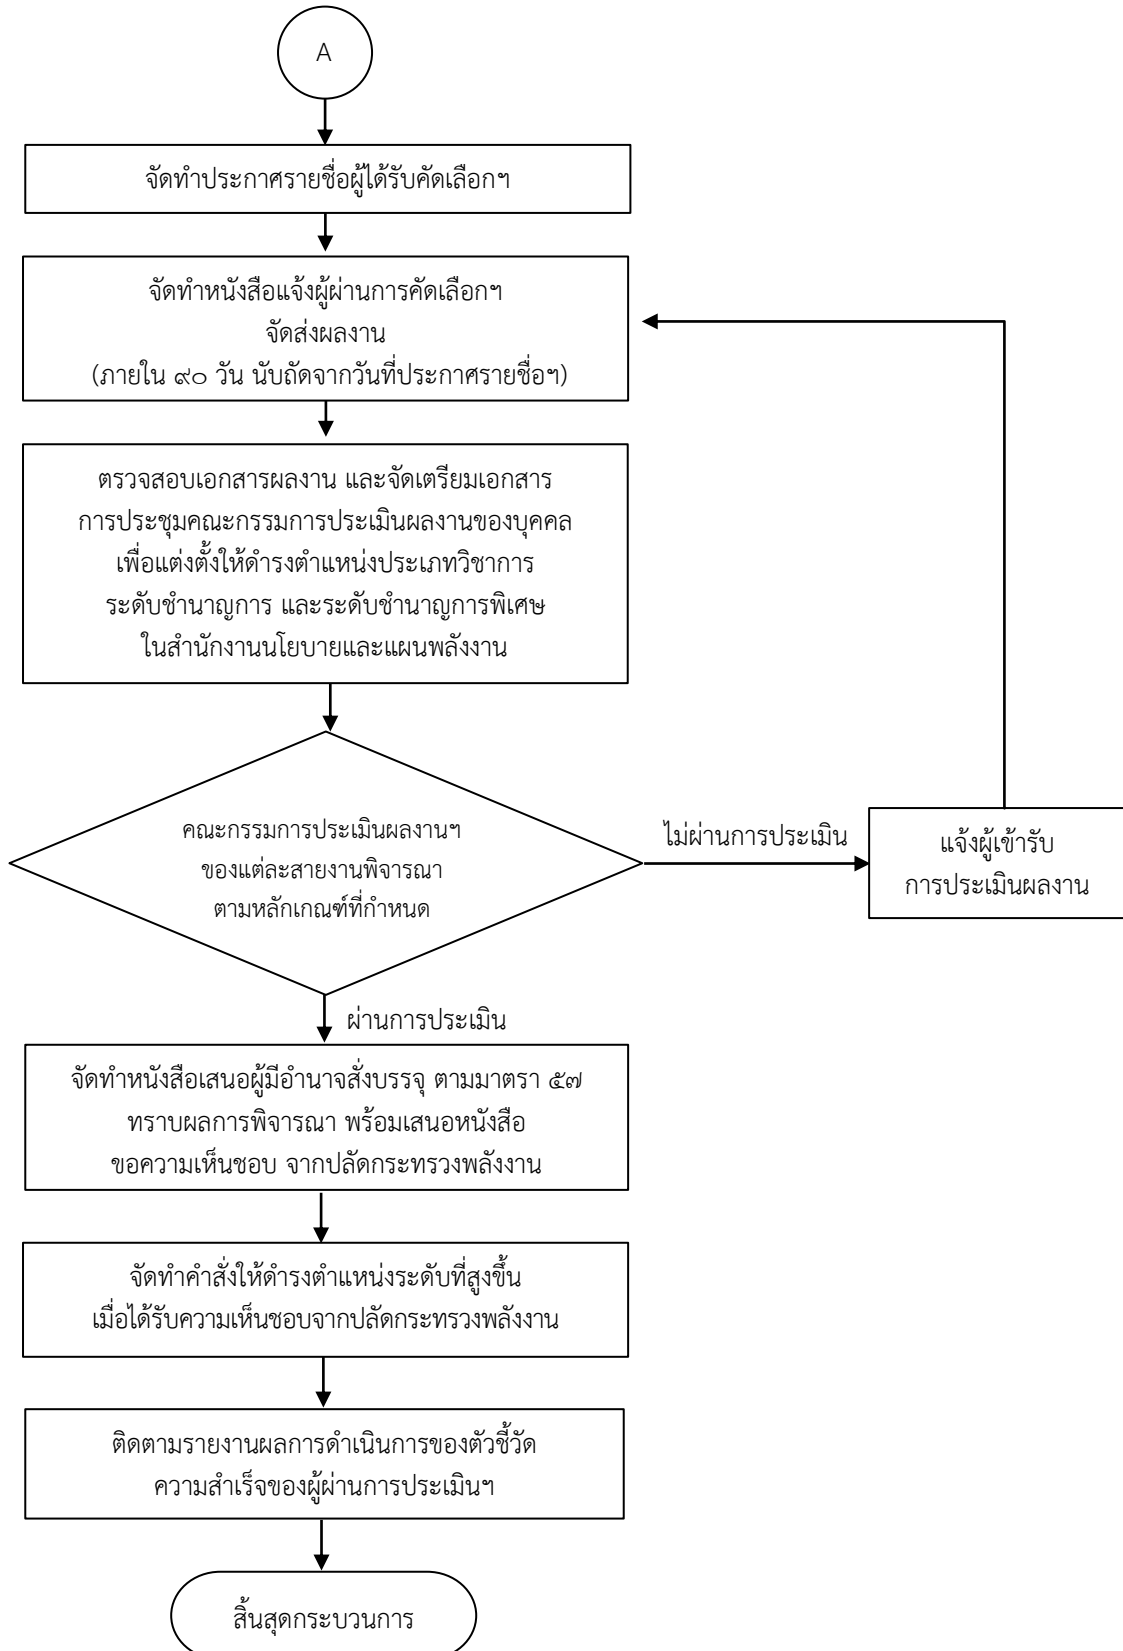 A
จัดทำประกาศรายชื่อผู้ได้รับคัดเลือกฯ
จัดทำหนังสือแจ้งผู้ผ่านการคัดเลือกฯ
จัดส่งผลงาน
(ภายใน ๙๐ วัน นับถัดจากวันที่ประกาศรายชื่อฯ)
ตรวจสอบเอกสารผลงาน และจัดเตรียมเอกสาร
การประชุมคณะกรรมการประเมินผลงานของบุคคล
เพื่อแต่งตั้งให้ดำรงตำแหน่งประเภทวิชาการ
ระดับชำนาญการ และระดับชำนาญการพิเศษ
ในสำนักงานนโยบายและแผนพลังงาน
คณะกรรมการประเมินผลงานฯ
ของแต่ละสายงานพิจารณา
ตามหลักเกณฑ์ที่กำหนด
ไม่ผ่านการประเมิน
แจ้งผู้เข้ารับ
การประเมินผลงาน
ผ่านการประเมิน
จัดทำหนังสือเสนอผู้มีอำนาจสั่งบรรจุ ตามมาตรา ๕๗
ทราบผลการพิจารณา พร้อมเสนอหนังสือ
ขอความเห็นชอบ จากปลัดกระทรวงพลังงาน
จัดทำคำสั่งให้ดำรงตำแหน่งระดับที่สูงขึ้น
เมื่อได้รับความเห็นชอบจากปลัดกระทรวงพลังงาน
ติดตามรายงานผลการดำเนินการของตัวชี้วัด
ความสำเร็จของผู้ผ่านการประเมินฯ
สิ้นสุดกระบวนการ